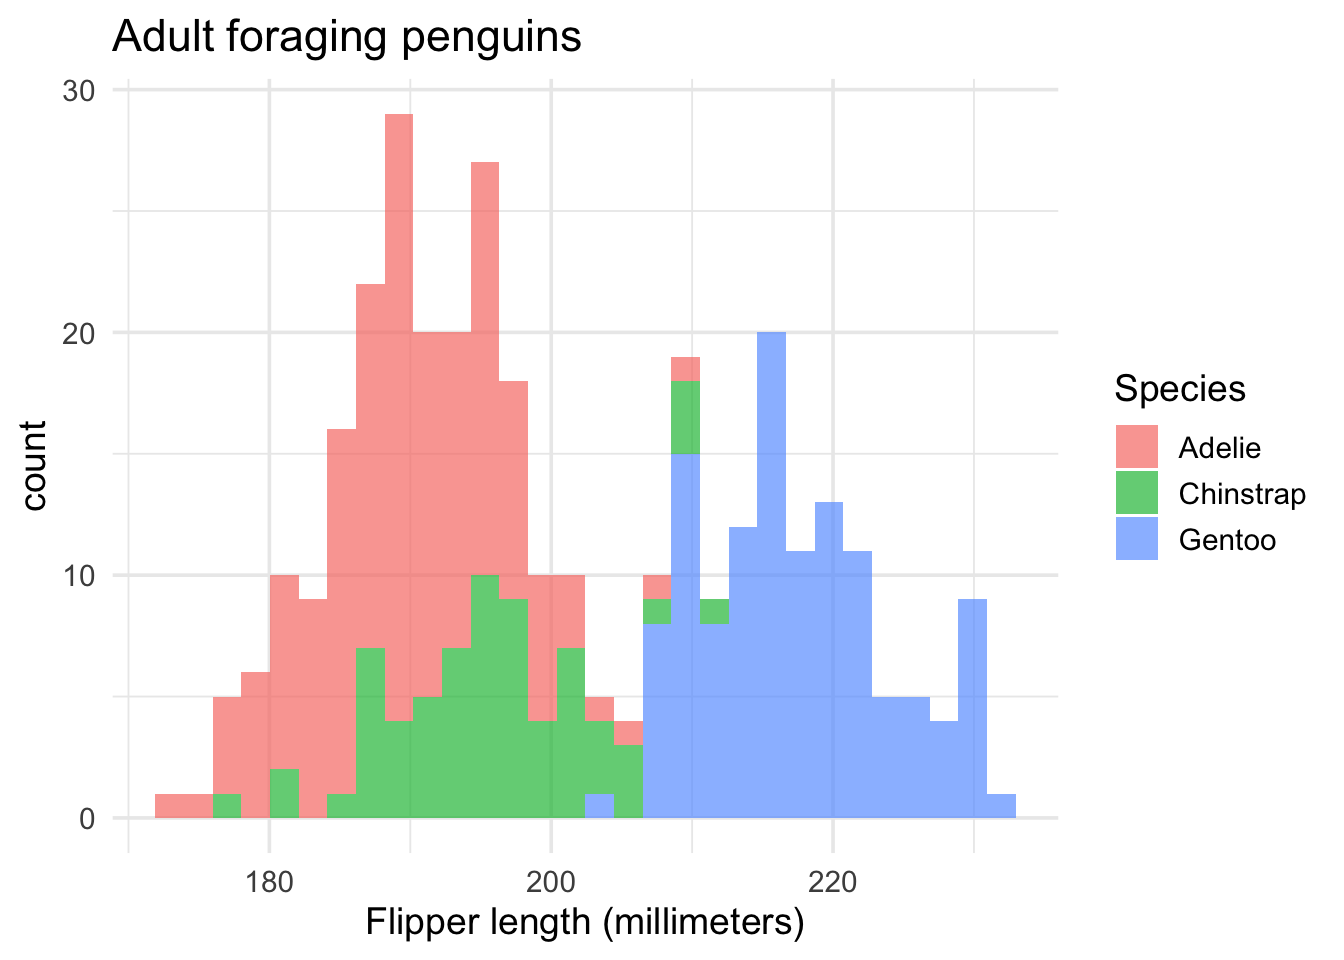 Adult foraging penguins
30
20
10
0
count
180 200 220
Flipper length (millimeters)
Species
Adelie
Chinstrap
Gentoo